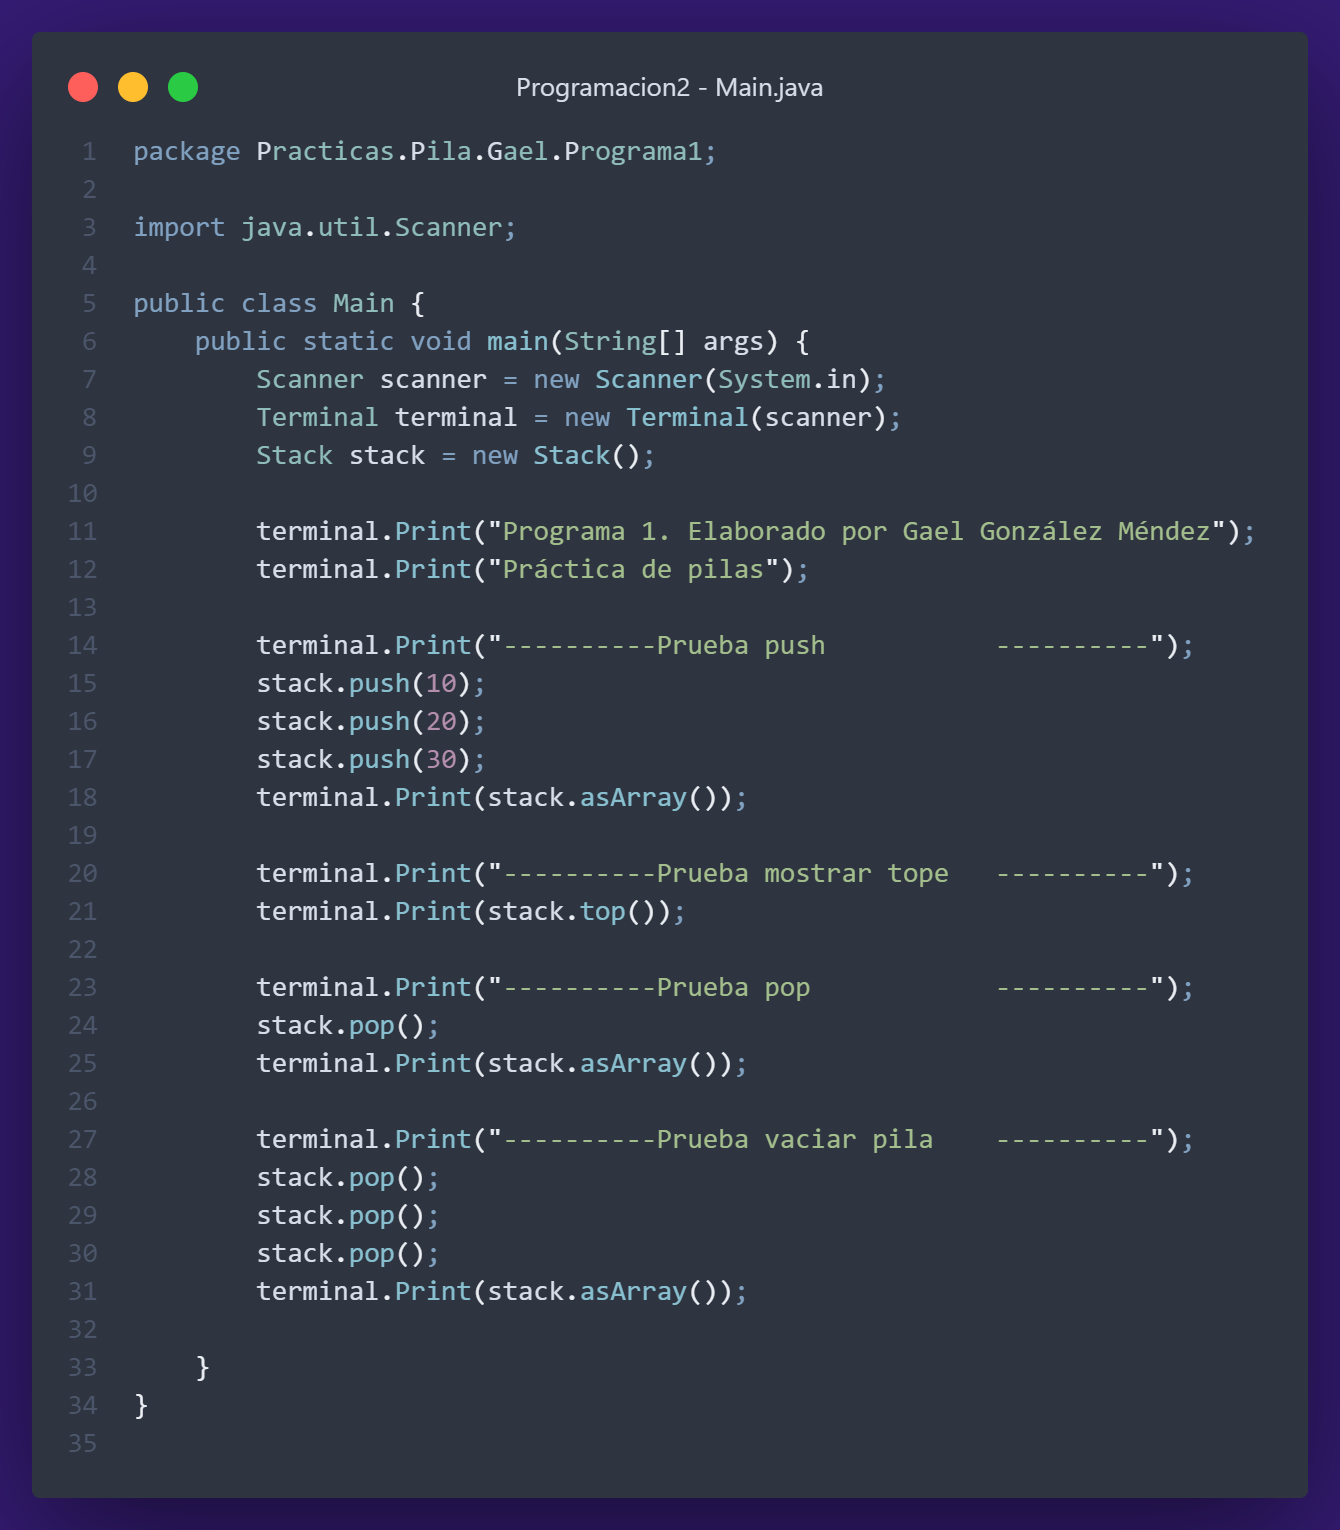 Programacion2 - Main.java
1 package Practicas.Pila.Gael.Programa1;
2
3 import java.util.Scanner;
4
5 public class Main {
6     public static void main(String[] args) {
7         Scanner scanner = new Scanner(System.in);
8         Terminal terminal = new Terminal(scanner);
9         Stack stack = new Stack();
10
11         terminal.Print("Programa 1. Elaborado por Gael González Méndez");
12         terminal.Print("Práctica de pilas");
13
14         terminal.Print("----------Prueba push           ----------");
15         stack.push(10);
16         stack.push(20);
17         stack.push(30);
18         terminal.Print(stack.asArray());
19
20         terminal.Print("----------Prueba mostrar tope   ----------");
21         terminal.Print(stack.top());
22
23         terminal.Print("----------Prueba pop            ----------");
24         stack.pop();
25         terminal.Print(stack.asArray());
26
27         terminal.Print("----------Prueba vaciar pila    ----------");
28         stack.pop();
29         stack.pop();
30         stack.pop();
31         terminal.Print(stack.asArray());
32
33     }
34 }
35